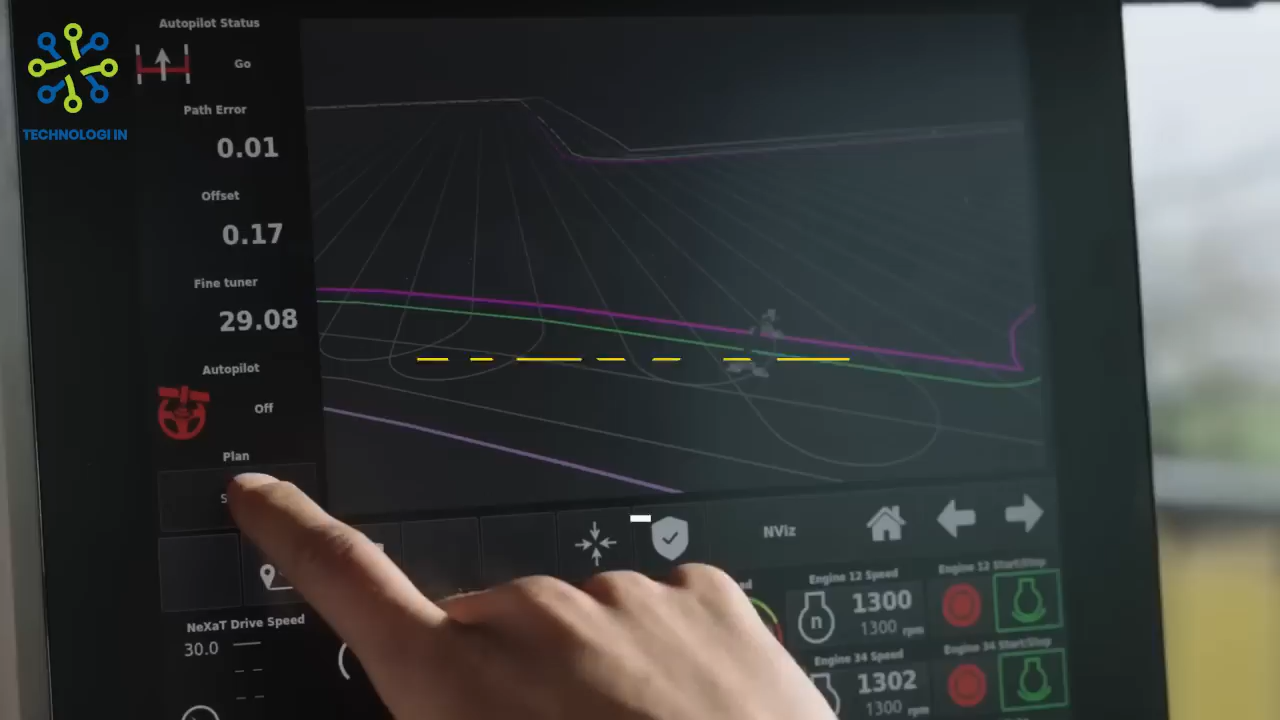 Autopilot Status
Go
TECHNOLOGI IN
Path Error
0.01
Offset
0.17
Fine tuner
29.08
Autopilot
Off
Plan
NViz
NeXaT Drive Speed
30.0
Engine 12 Speed
n
1300
1300 rpm
Engine 12 Start/Stop
Engine 34 Speed
1302
1300 rpm
Engine 34 Start/Stop